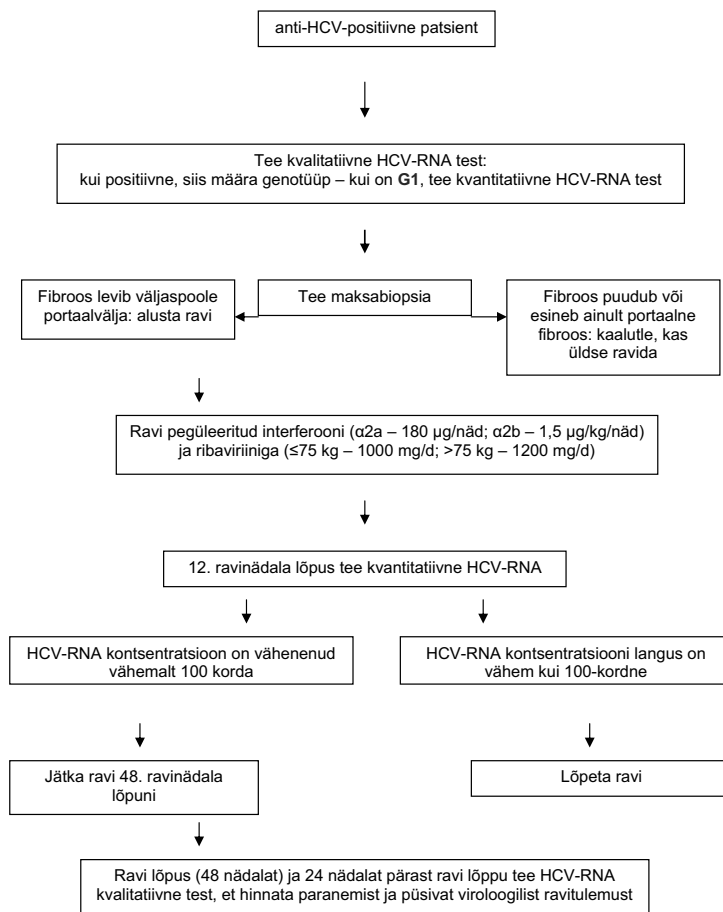 anti-HCV-positiivne patsient
Tee kvalitatiivne HCV-RNA test:
kui positiivne, siis määra genotüüp – kui on G1, tee kvantitatiivne HCV-RNA test
Fibroos levib väljaspoole
portaalvälja: alusta ravi
Tee maksabiopsia
Fibroos puudub või
esineb ainult portaalne
fibroos: kaalutle, kas
üldse ravida
Ravi pegüleeritud interferooni (α2a – 180 µg/näd; α2b – 1,5 µg/kg/näd)
ja ribaviriiniga (≤75 kg – 1000 mg/d; >75 kg – 1200 mg/d)
12. ravinädala lõpus tee kvantitatiivne HCV-RNA
HCV-RNA kontsentratsioon on vähenenud
vähemalt 100 korda
HCV-RNA kontsentratsiooni langus on
vähem kui 100-kordne
Jätka ravi 48. ravinädala
lõpuni
Lõpeta ravi
Ravi lõpus (48 nädalat) ja 24 nädalat pärast ravi lõppu tee HCV-RNA
kvalitatiivne test, et hinnata paranemist ja püsivat viroloogilist ravitulemust